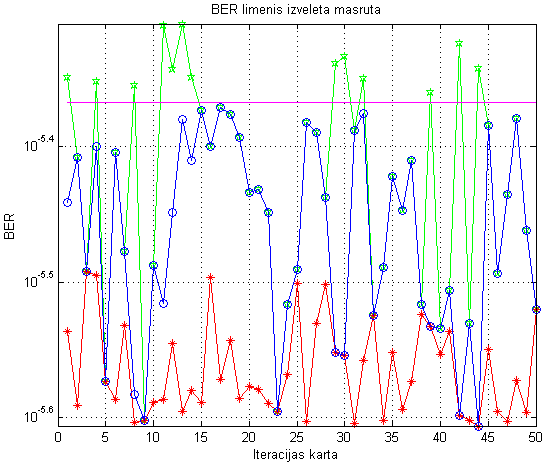 BER limenis izveleta masruta
BER
10^-5.4
10^-5.5
10^-5.6
0 5 10 15 20 25 30 35 40 45 50
Iteracijas karta